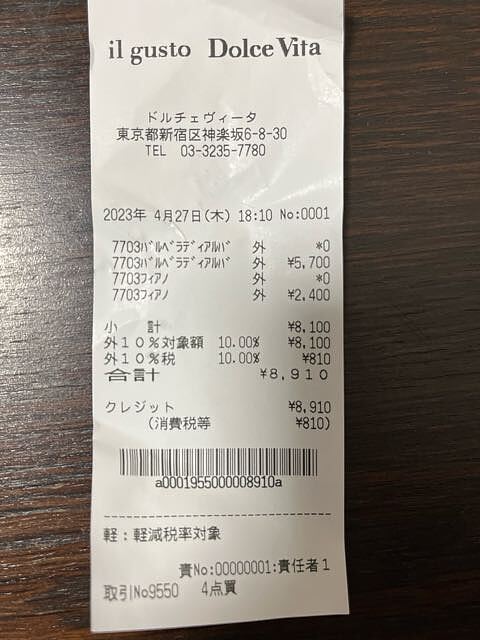 il gusto Dolce Vita
ドルチェヴィータ
東京都新宿区神楽坂6-8-30
TEL 03-3235-7780
2023年 4月27日(木) 18:10 No:0001
7703ﾊﾞﾙﾍﾞﾗﾃﾞｨｱﾙﾊﾞ 外 *0
7703ﾊﾞﾙﾍﾞﾗﾃﾞｨｱﾙﾊﾞ 外 ¥5,700
7703ﾌｨｱﾉ 外 *0
7703ﾌｨｱﾉ 外 ¥2,400
小 計 ¥8,100
外10%対象額 10.00% ¥8,100
外10%税 10.00% ¥810
合計 ¥8,910
クレジット ¥8,910
(消費税等 ¥810)
a0001955000008910a
軽:軽減税率対象
責No:00000001:責任者1
取引No9550 4点買